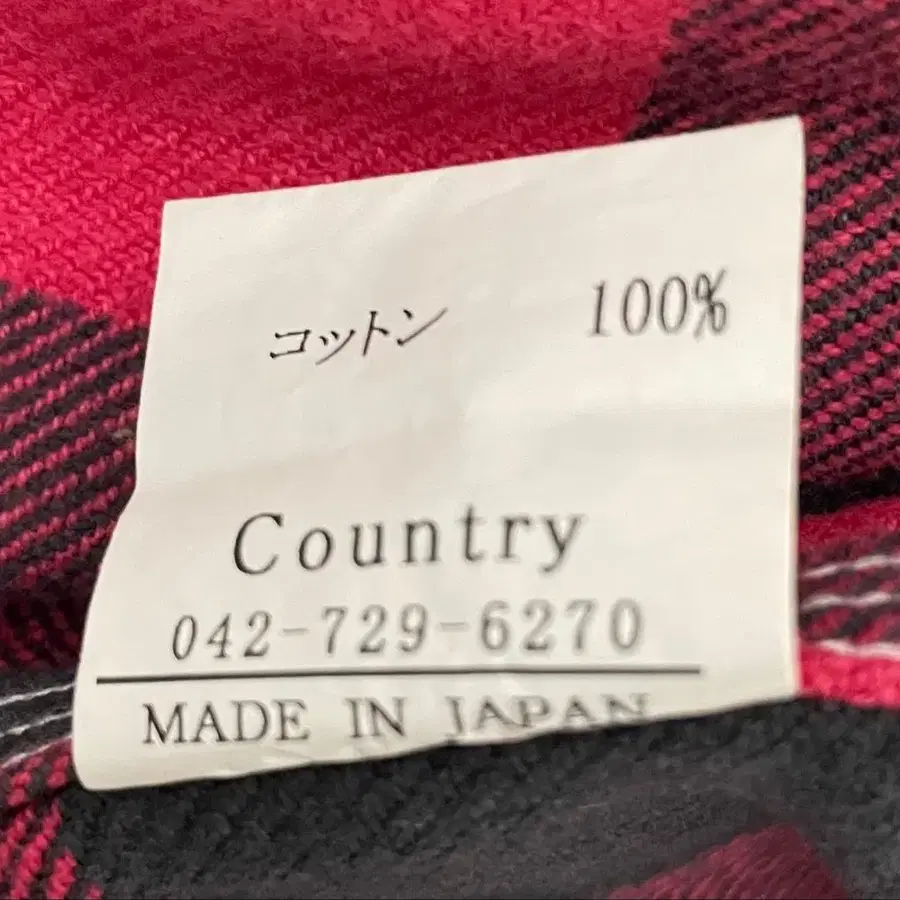 コットン 100%
Country
042-729-6270
MADE IN JAPAN